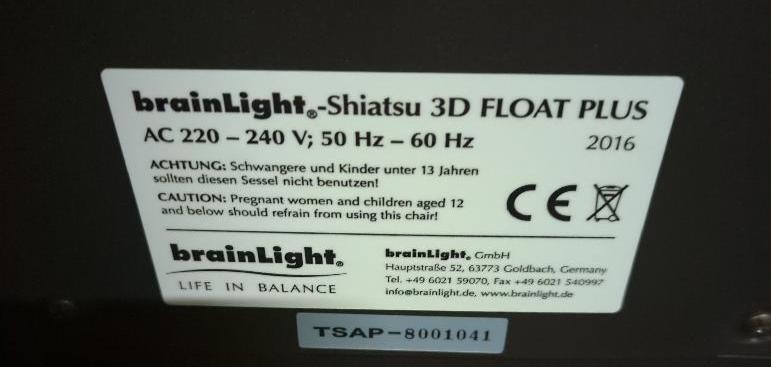 brainLight®-Shiatsu 3D FLOAT PLUS
AC 220 – 240 V; 50 Hz – 60 Hz 2016
ACHTUNG: Schwangere und Kinder unter 13 Jahren
sollten diesen Sessel nicht benutzen!
CAUTION: Pregnant women and children aged 12
and below should refrain from using this chair!
CE
brainLight®
LIFE IN BALANCE
brainLight® GmbH
Hauptstraße 52, 63773 Goldbach, Germany
Tel. +49 6021 59070, Fax +49 6021 540997
info@brainlight.de, www.brainlight.de
TSAP-8001041